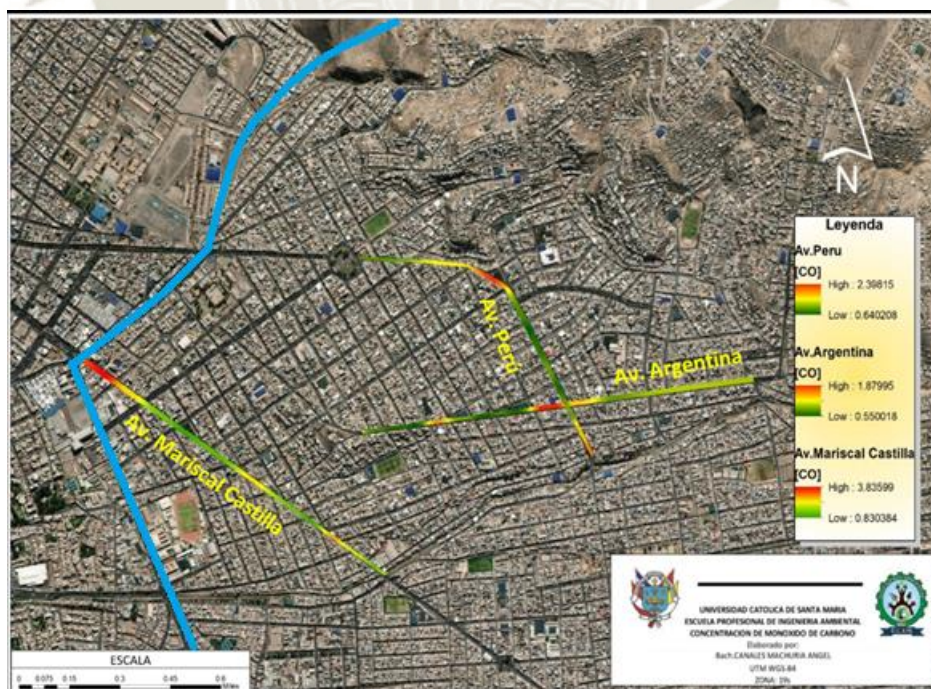 N
Leyenda
Av.Peru
[CO]
High : 2.39815
Low : 0.640208
Av.Argentina
[CO]
High : 1.87995
Low : 0.550018
Av.Mariscal Castilla
[CO]
High : 3.83599
Low : 0.830384
Av. Perú
Av. Argentina
Av. Mariscal Castilla
UNIVERSIDAD CATOLICA DE SANTA MARIA
ESCUELA PROFESIONAL DE INGENIERIA AMBIENTAL
CONCENTRACION DE MONOXIDO DE CARBONO
Elaborado por:
Bach.CANALES MACHURIA ANGEL
UTM WGS-84
ZONA: 19s
ESCALA
0 0.075 0.15 0.3 0.45 0.6